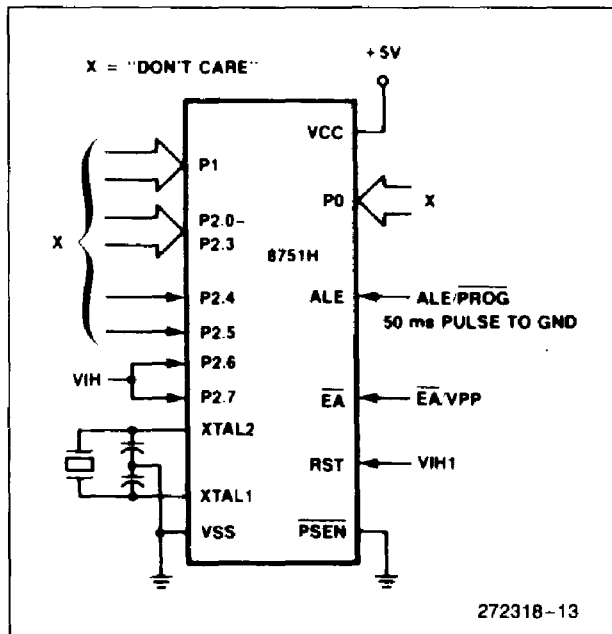 X = "DON'T CARE"
+5V
VCC
P1
P0
X
P2.0–
P2.3
X
8751H
P2.4
ALE
ALE/PROG
50 ms PULSE TO GND
P2.5
P2.6
VIH
P2.7
EA
EA/VPP
XTAL2
RST
VIH1
XTAL1
VSS
PSEN
272318–13